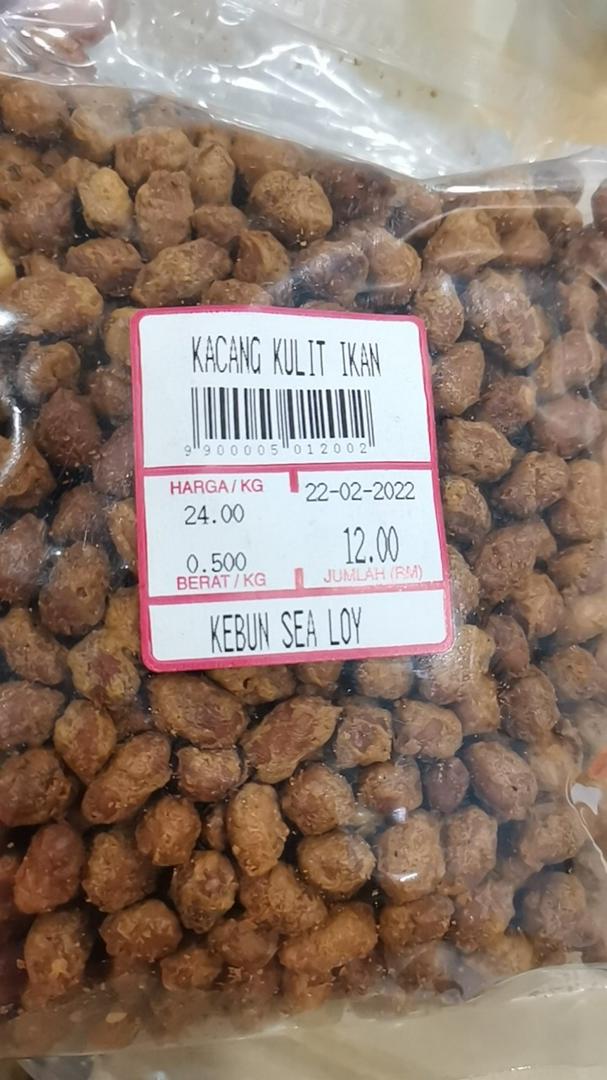 KACANG KULIT IKAN
9 900005 012002
HARGA/KG
22-02-2022
24.00
12.00
0.500
BERAT/KG
JUMLAH (RM)
KEBUN SEA LOY